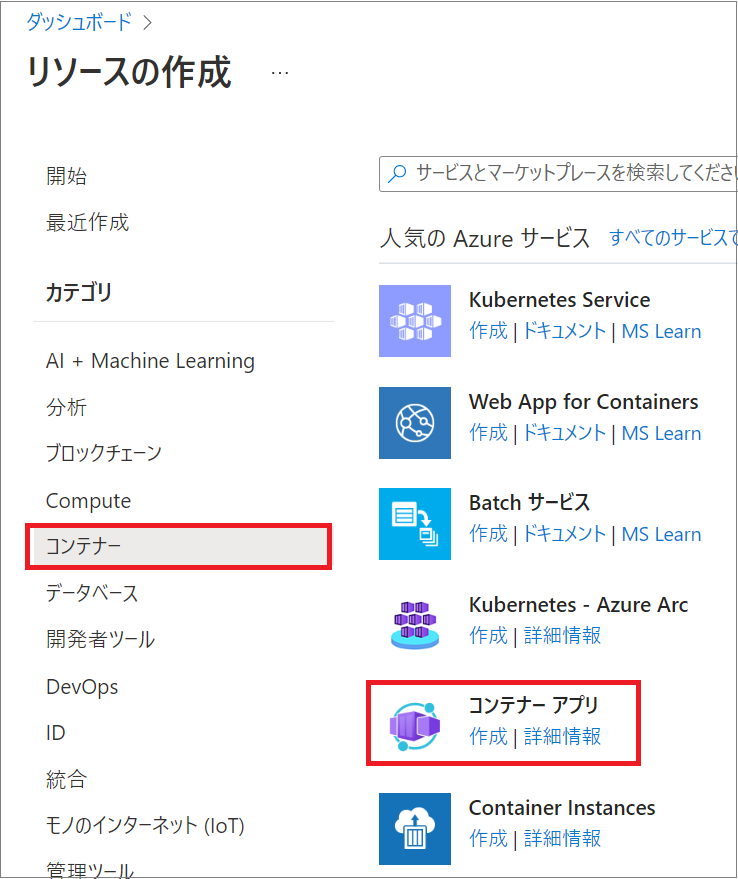 ダッシュボード >
リソースの作成 ...
開始
最近作成
カテゴリ
AI + Machine Learning
分析
ブロックチェーン
Compute
コンテナー
データベース
開発者ツール
DevOps
ID
統合
モノのインターネット (IoT)
管理ツール
サービスとマーケットプレースを検索してくださ
人気の Azure サービス すべてのサービスで
Kubernetes Service
作成 | ドキュメント | MS Learn
Web App for Containers
作成 | ドキュメント | MS Learn
Batch サービス
作成 | ドキュメント | MS Learn
Kubernetes - Azure Arc
作成 | 詳細情報
コンテナー アプリ
作成 | 詳細情報
Container Instances
作成 | 詳細情報